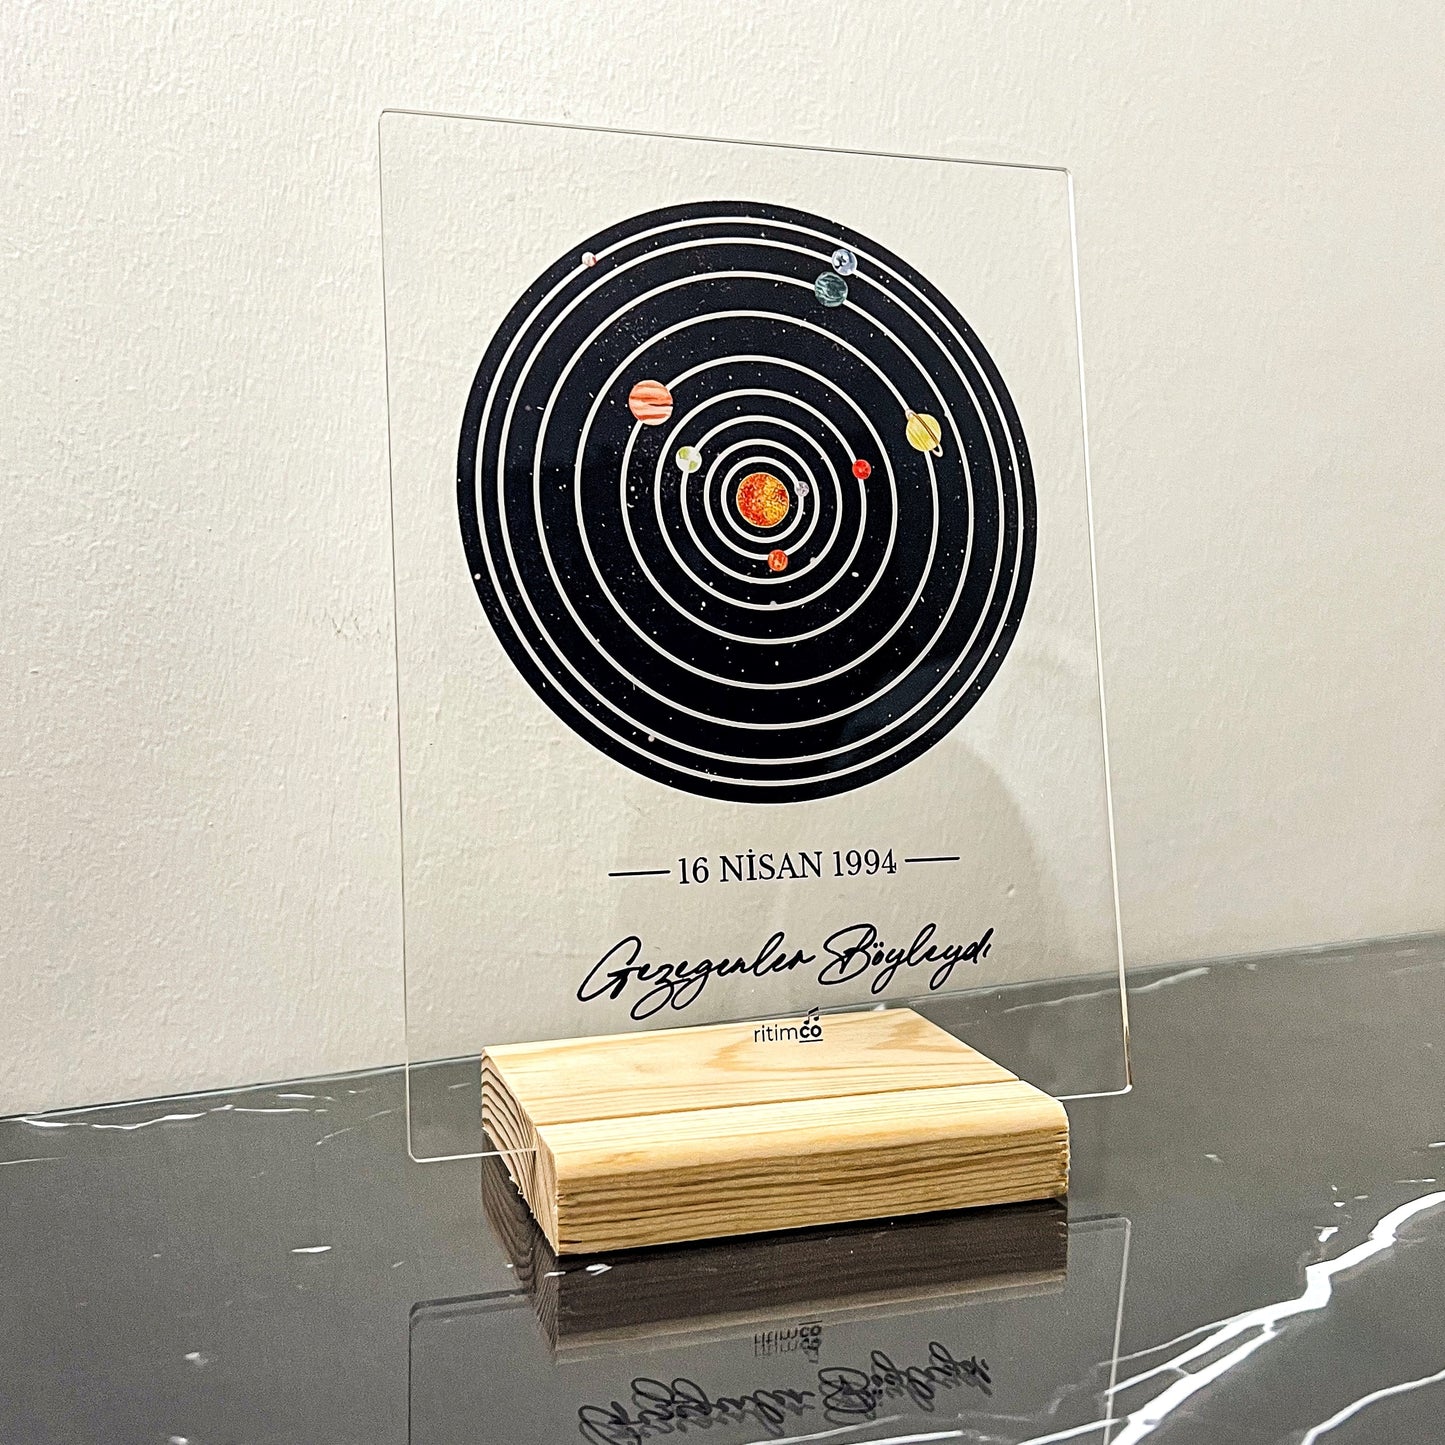 16 NİSAN 1994
Gezegenler Böyleydi
ritimco